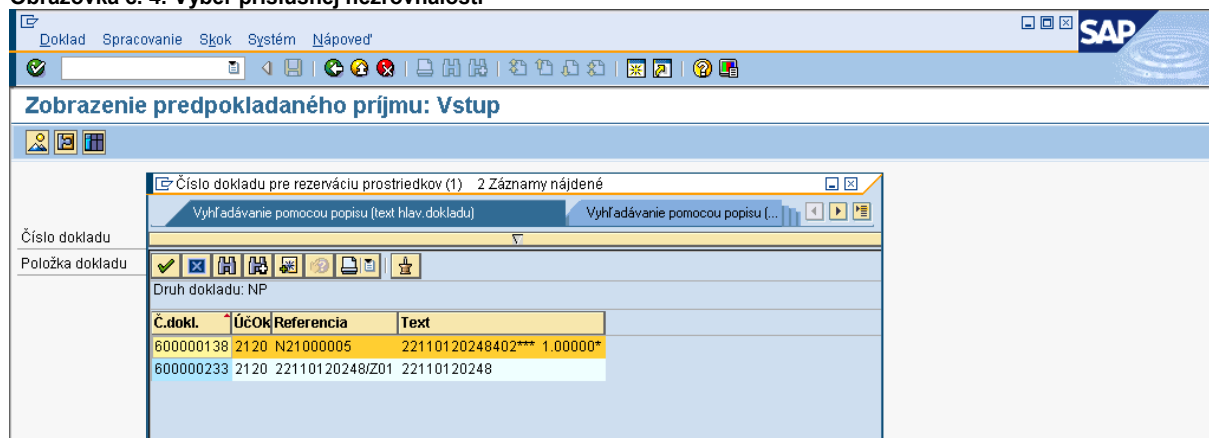 Obrazovka č. 4: Výber príslušnej nezrovnalosti
Doklad Spracovanie Skok Systém Nápoveď
SAP
Zobrazenie predpokladaného príjmu: Vstup
Číslo dokladu pre rezerváciu prostriedkov (1) 2 Záznamy nájdené
Vyhľadávanie pomocou popisu (text hlav.dokladu) Vyhľadávanie pomocou popisu (...
Číslo dokladu
Položka dokladu
Druh dokladu: NP
Č.dokl. ÚčOk Referencia Text
600000138 2120 N21000005 22110120248402*** 1.00000*
600000233 2120 22110120248/Z01 22110120248